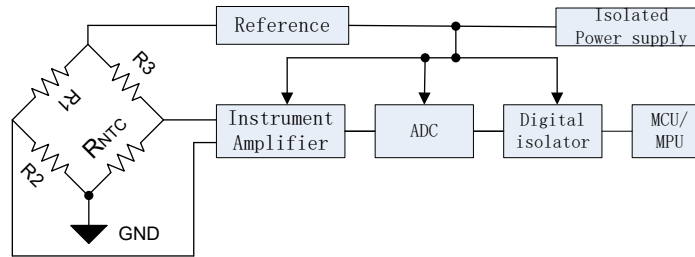 Reference
Isolated
Power supply
R1
R3
R2
RNTC
Instrument
Amplifier
ADC
Digital
isolator
MCU/
MPU
GND